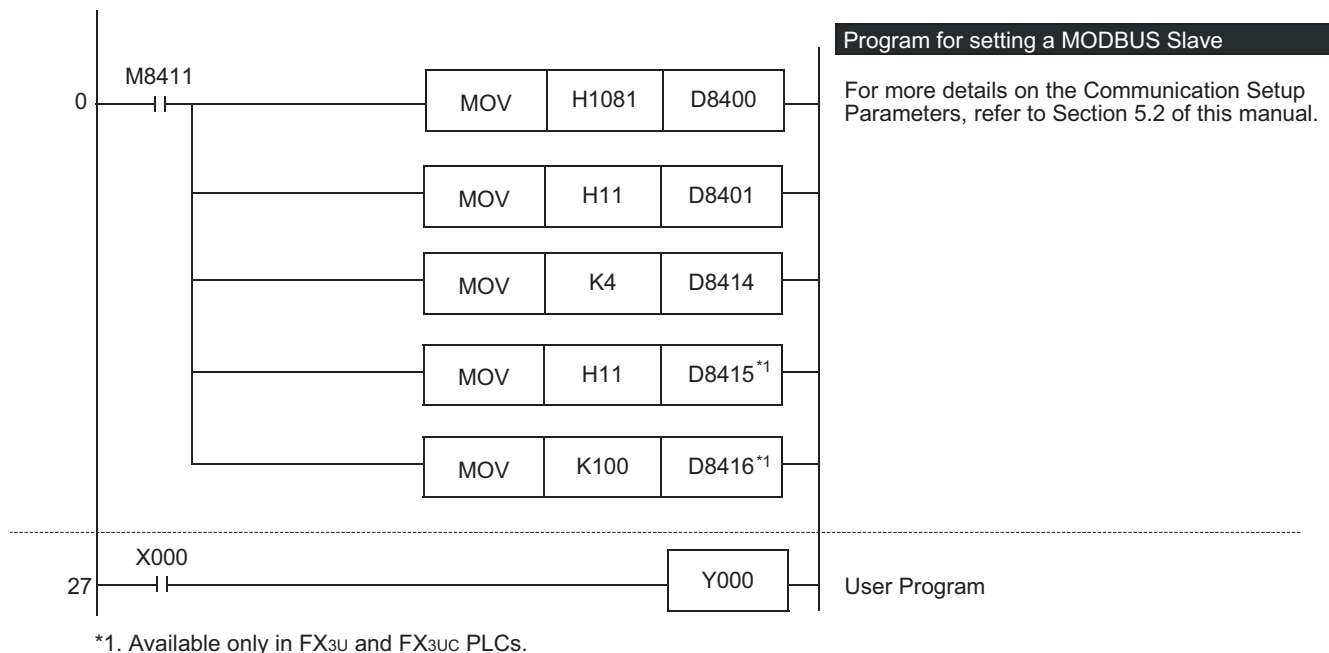 Program for setting a MODBUS Slave
For more details on the Communication Setup
Parameters, refer to Section 5.2 of this manual.
M8411
0 MOV H1081 D8400
MOV H11 D8401
MOV K4 D8414
MOV H11 D8415*1
MOV K100 D8416*1
X000
27 Y000 User Program
*1. Available only in FX3U and FX3UC PLCs.